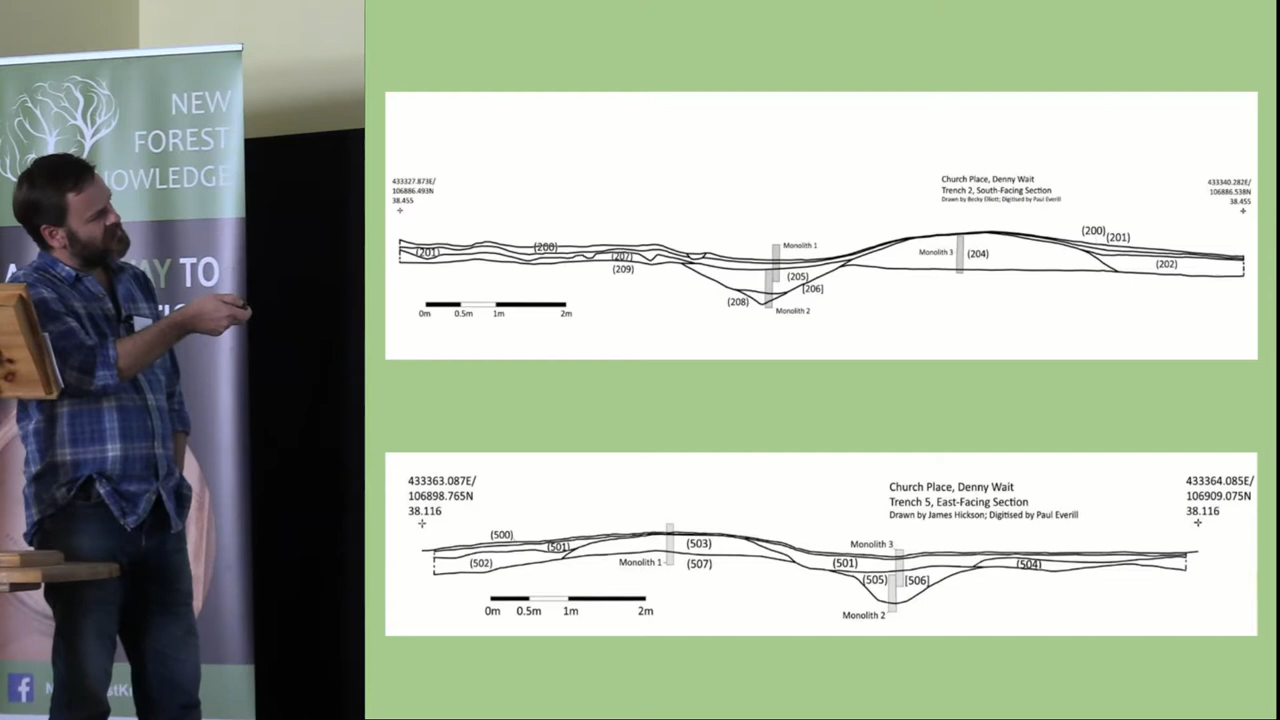 NEW
FOREST
TO
433327.873E/
106886.493N
38.455
Church Place, Denny Wait
Trench 2, South-Facing Section
Drawn by Becky Elliott; Digitised by Paul Everill
433340.282E/
106886.538N
38.455
(201)
(200)
(207)
(209)
Monolith 1
(205)
[206]
(208)
Monolith 2
Monolith 3
(204)
(200)
(201)
(202)
0m 0.5m 1m 2m
433363.087E/
106898.765N
38.116
Church Place, Denny Wait
Trench 5, East-Facing Section
Drawn by James Hickson; Digitised by Paul Everill
433364.085E/
106909.075N
38.116
(500)
(501)
(502)
(503)
Monolith 1
(507)
Monolith 3
(501)
(504)
(505)
[506]
Monolith 2
0m 0.5m 1m 2m